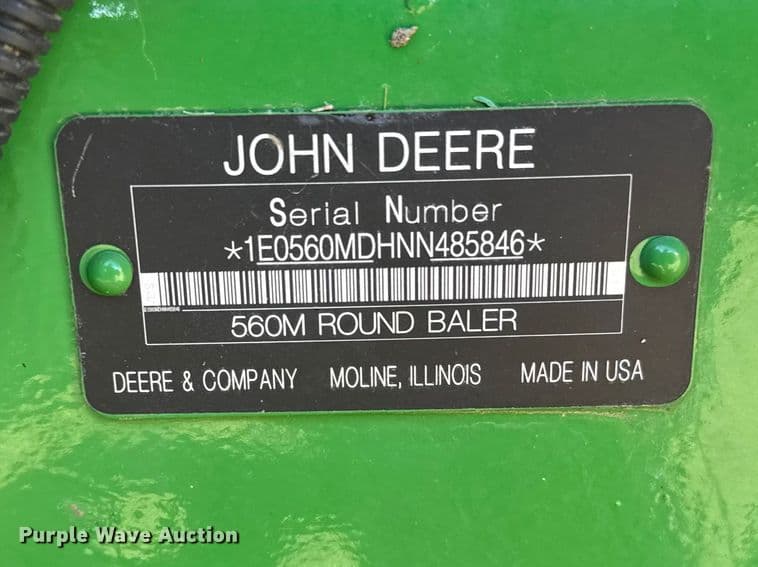 JOHN DEERE
Serial Number
*1E0560MDHNN485846*
560M ROUND BALER
DEERE & COMPANY MOLINE, ILLINOIS MADE IN USA
Purple Wave Auction